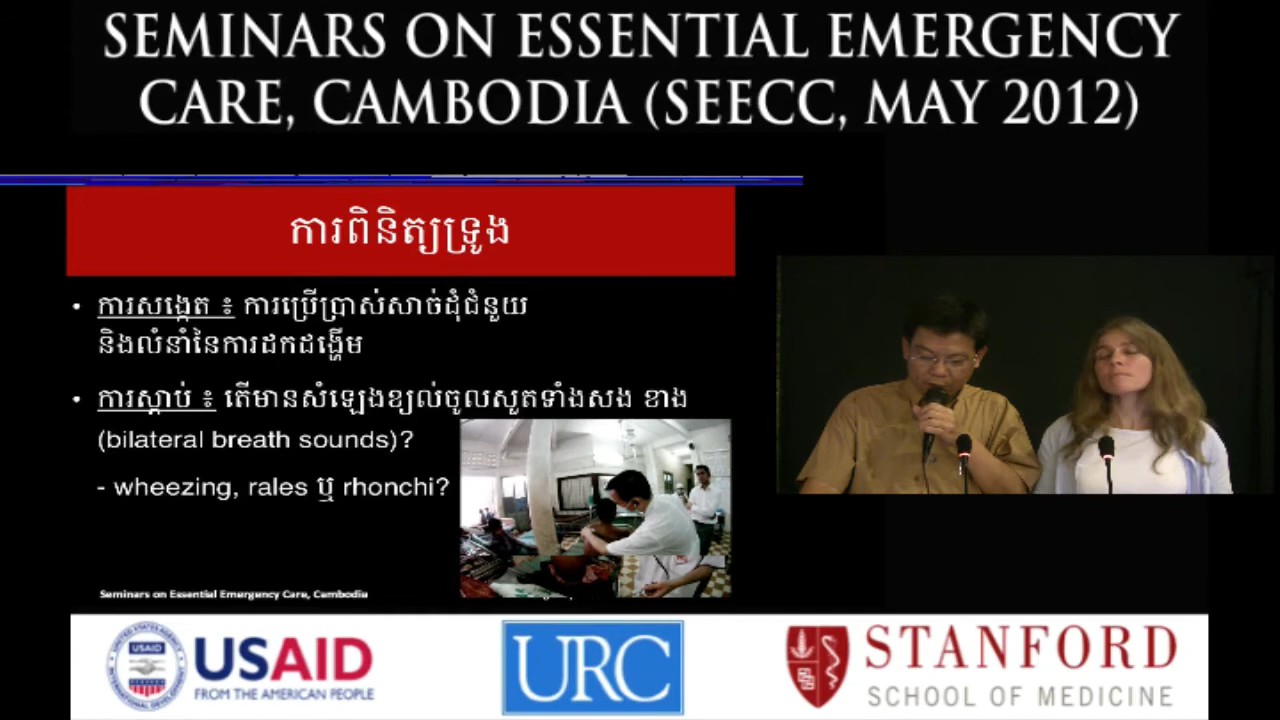 SEMINARS ON ESSENTIAL EMERGENCY
CARE, CAMBODIA (SEECC, MAY 2012)
ការពិនិត្យទ្រូង
• ការសង្កេត ៖ ការប្រើប្រាស់សាច់ដុំជំនួយ
និងលំនាំនៃការដកដង្ហើម
• ការស្តាប់ ៖ តើមានសំឡេងខ្យល់ចូលសួតទាំងសង ខាង
(bilateral breath sounds)?
- wheezing, rales ឬ rhonchi?
Seminars on Essential Emergency Care, Cambodia
USAID
USAID
FROM THE AMERICAN PEOPLE
URC
STANFORD
SCHOOL OF MEDICINE